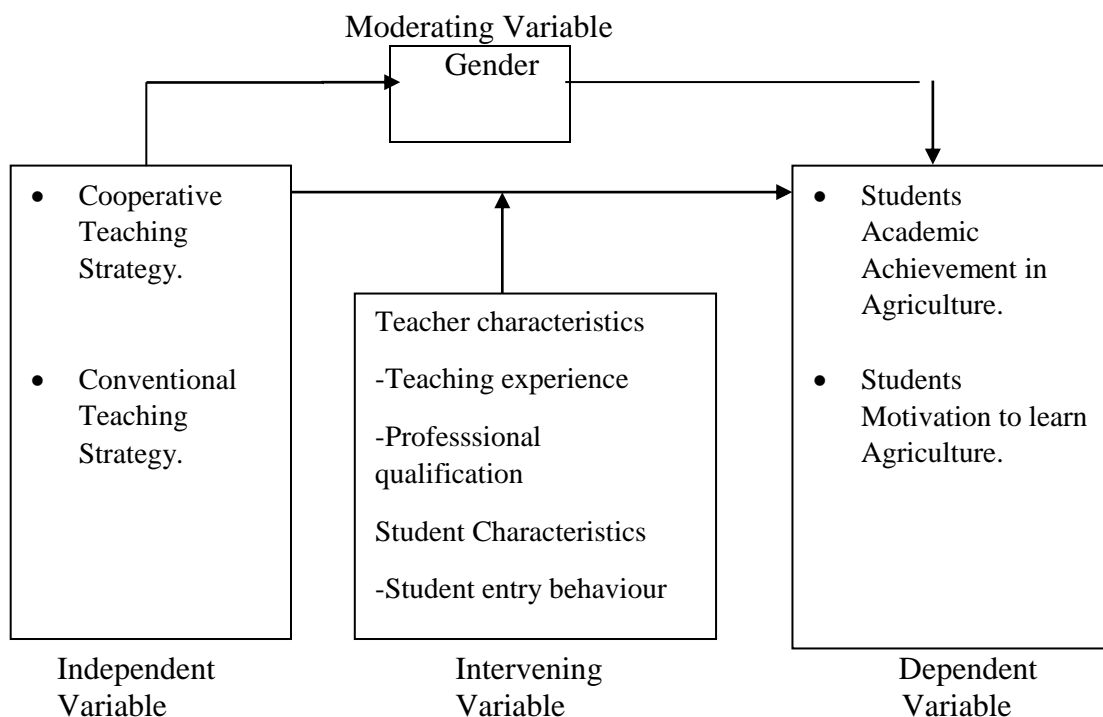 Moderating Variable
Gender
• Cooperative
Teaching
Strategy.
• Conventional
Teaching
Strategy.
Teacher characteristics
-Teaching experience
-Professsional
qualification
Student Characteristics
-Student entry behaviour
• Students
Academic
Achievement in
Agriculture.
• Students
Motivation to learn
Agriculture.
Independent
Variable
Intervening
Variable
Dependent
Variable